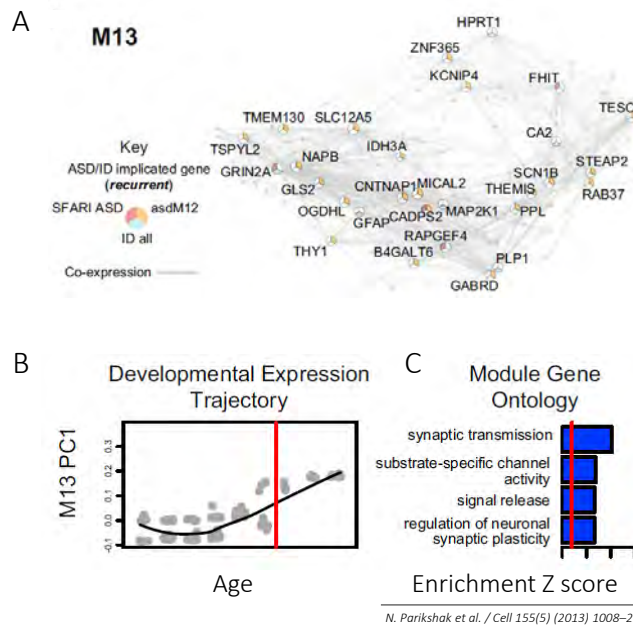 A
M13
HPRT1
ZNF365
KCNIP4
FHIT
TESC
TMEM130 SLC12A5
CA2
TSPYL2
IDH3A
NAPB
STEAP2
GRIN2A
SCN1B
GLS2
CNTNAP1 MICAL2
THEMIS
RAB37
OGDHL
CADPS2 MAP2K1
PPL
GFAP
RAPGEF4
THY1
B4GALT6
PLP1
GABRD
Key
ASD/ID implicated gene
(recurrent)
SFARI ASD asdM12
ID all
Co-expression
B
Developmental Expression
Trajectory
M13 PC1
0.3
0.2
0.1
0.0
-0.1
Age
C
Module Gene
Ontology
synaptic transmission
substrate-specific channel
activity
signal release
regulation of neuronal
synaptic plasticity
Enrichment Z score
N. Parikshak et al. / Cell 155(5) (2013) 1008–2